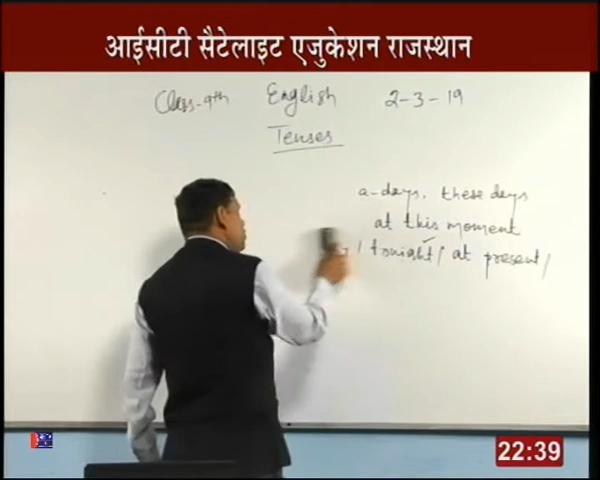 आईसीटी सैटेलाइट एजुकेशन राजस्थान
Class-9th English 2-3-19
Tenses
a-days, these days
at this moment
/ tonight / at present /
22:39